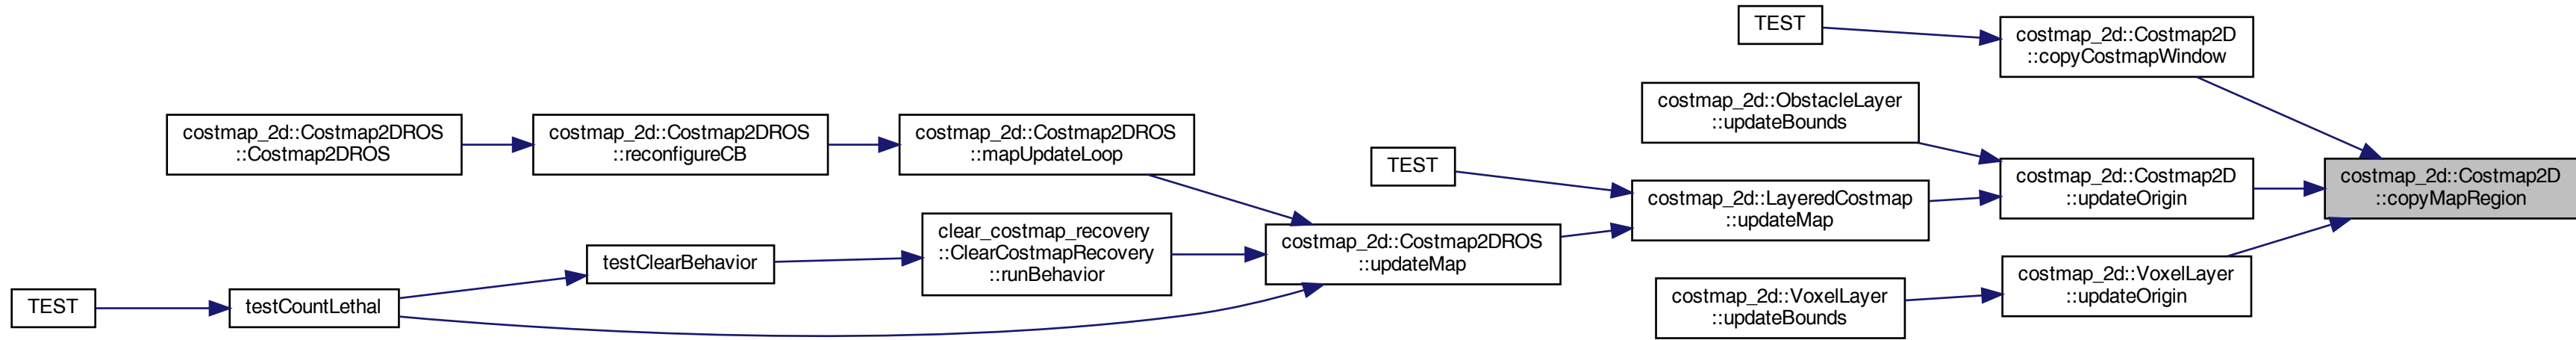 TEST
costmap_2d::Costmap2D
::copyCostmapWindow
costmap_2d::ObstacleLayer
::updateBounds
costmap_2d::Costmap2DROS
::Costmap2DROS
costmap_2d::Costmap2DROS
::reconfigureCB
costmap_2d::Costmap2DROS
::mapUpdateLoop
TEST
costmap_2d::LayeredCostmap
::updateMap
costmap_2d::Costmap2D
::updateOrigin
costmap_2d::Costmap2D
::copyMapRegion
clear_costmap_recovery
::ClearCostmapRecovery
::runBehavior
costmap_2d::Costmap2DROS
::updateMap
testClearBehavior
costmap_2d::VoxelLayer
::updateOrigin
costmap_2d::VoxelLayer
::updateBounds
TEST
testCountLethal